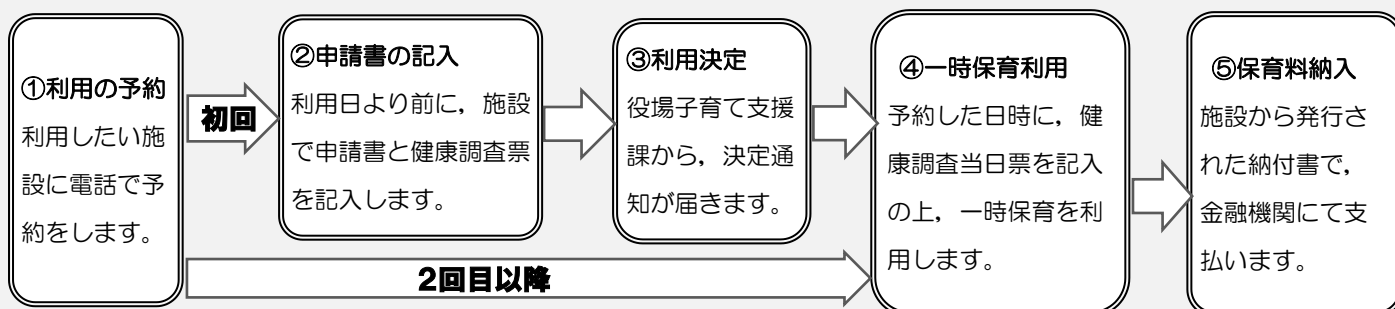 ①利用の予約
利用したい施
設に電話で予
約をします。
初回
②申請書の記入
利用日より前に，施設
で申請書と健康調査票
を記入します。
③利用決定
役場子育て支援
課から，決定通
知が届きます。
2回目以降
④一時保育利用
予約した日時に，健
康調査当日票を記入
の上，一時保育を利
用します。
⑤保育料納入
施設から発行さ
れた納付書で，
金融機関にて支
払います。